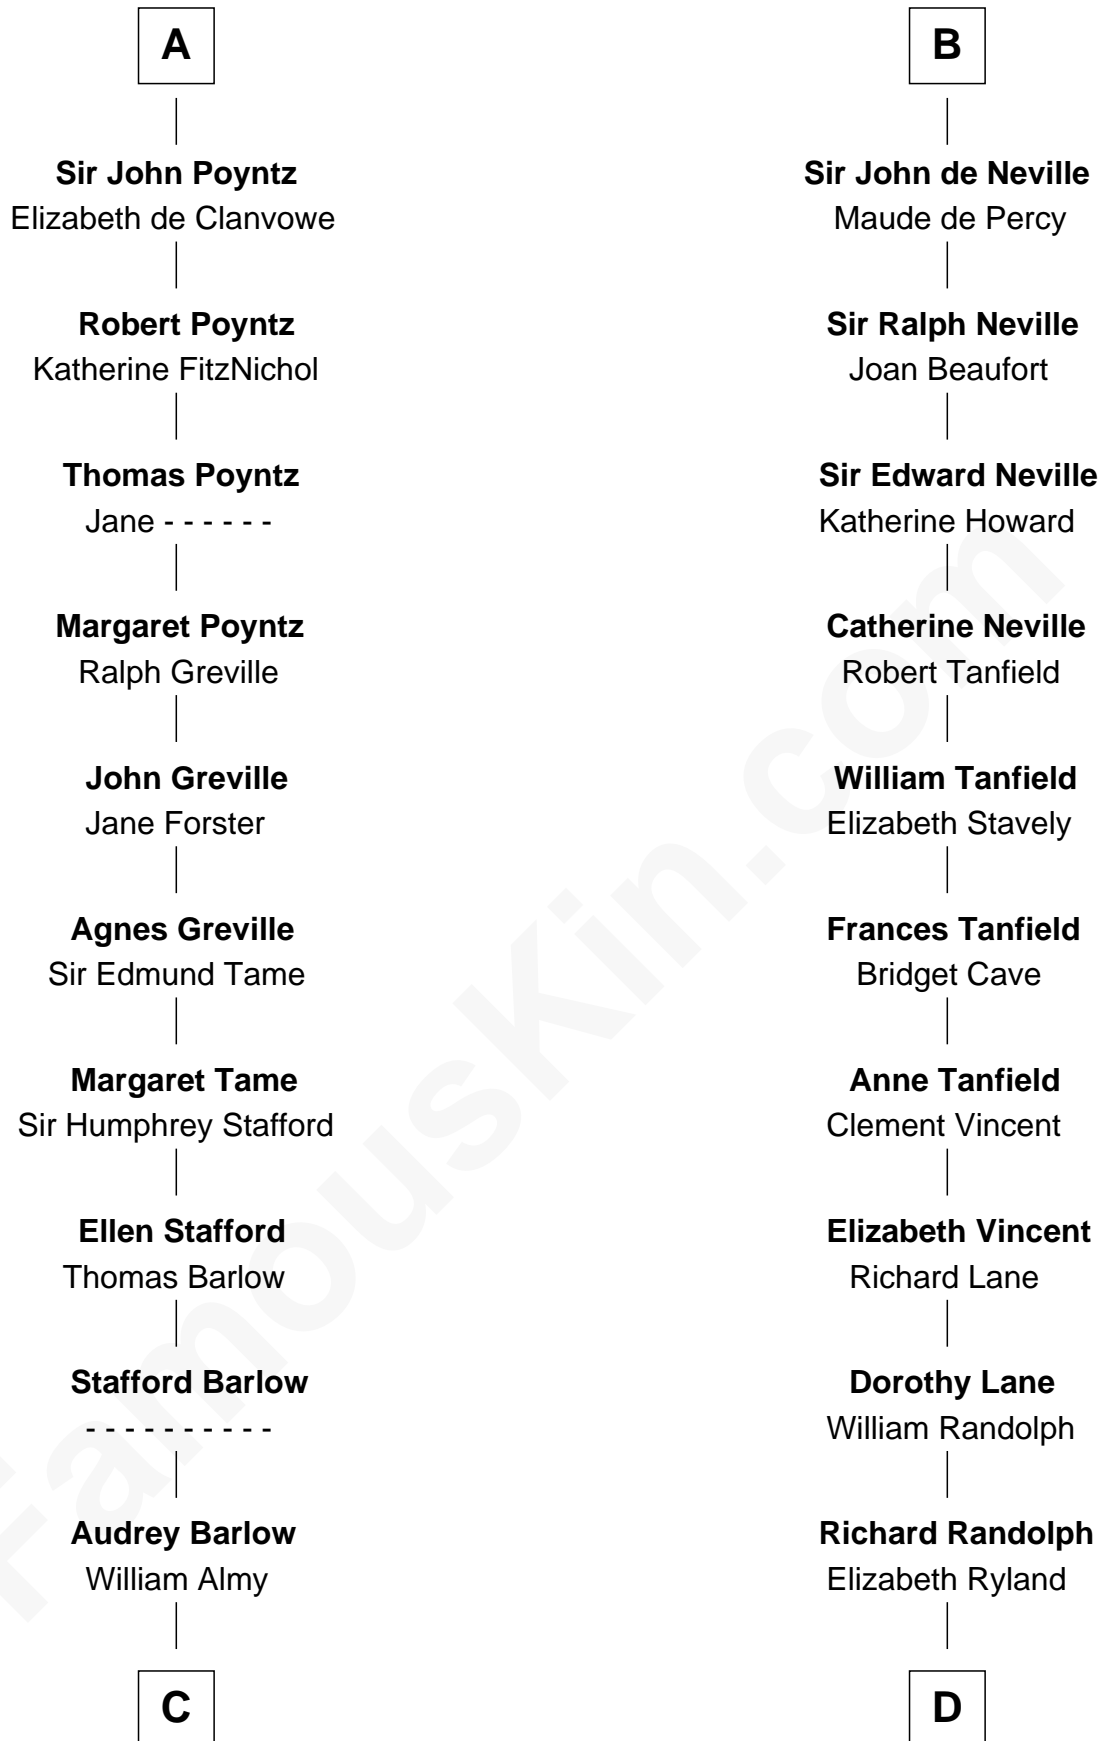 A
Sir John Poyntz
Elizabeth de Clanvowe
Robert Poyntz
Katherine FitzNichol
Thomas Poyntz
Jane - - - - - -
Margaret Poyntz
Ralph Greville
John Greville
Jane Forster
Agnes Greville
Sir Edmund Tame
Margaret Tame
Sir Humphrey Stafford
Ellen Stafford
Thomas Barlow
Stafford Barlow
- - - - - - - - - -
Audrey Barlow
William Almy
C
B
Sir John de Neville
Maude de Percy
Sir Ralph Neville
Joan Beaufort
Sir Edward Neville
Katherine Howard
Catherine Neville
Robert Tanfield
William Tanfield
Elizabeth Stavely
Frances Tanfield
Bridget Cave
Anne Tanfield
Clement Vincent
Elizabeth Vincent
Richard Lane
Dorothy Lane
William Randolph
Richard Randolph
Elizabeth Ryland
D
FamousKin.com